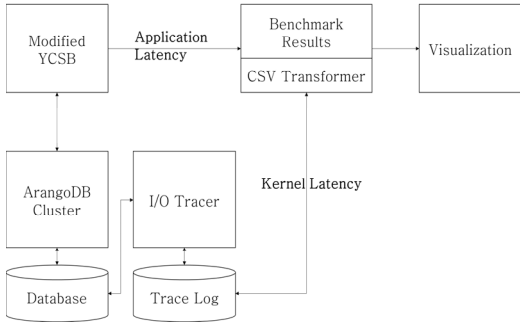 Modified
YCSB
Application
Latency
Benchmark
Results
CSV Transformer
Visualization
ArangoDB
Cluster
I/O Tracer
Kernel Latency
Database
Trace Log